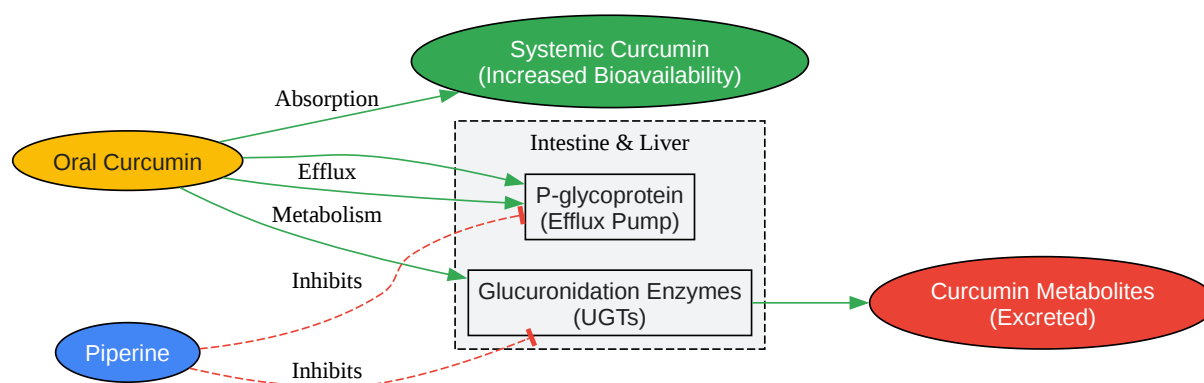 Systemic Curcumin
(Increased Bioavailability)
Absorption
Intestine & Liver
Oral Curcumin
Efflux
P-glycoprotein
(Efflux Pump)
Metabolism
Inhibits
Glucuronidation Enzymes
(UGTs)
Curcumin Metabolites
(Excreted)
Piperine
Inhibits